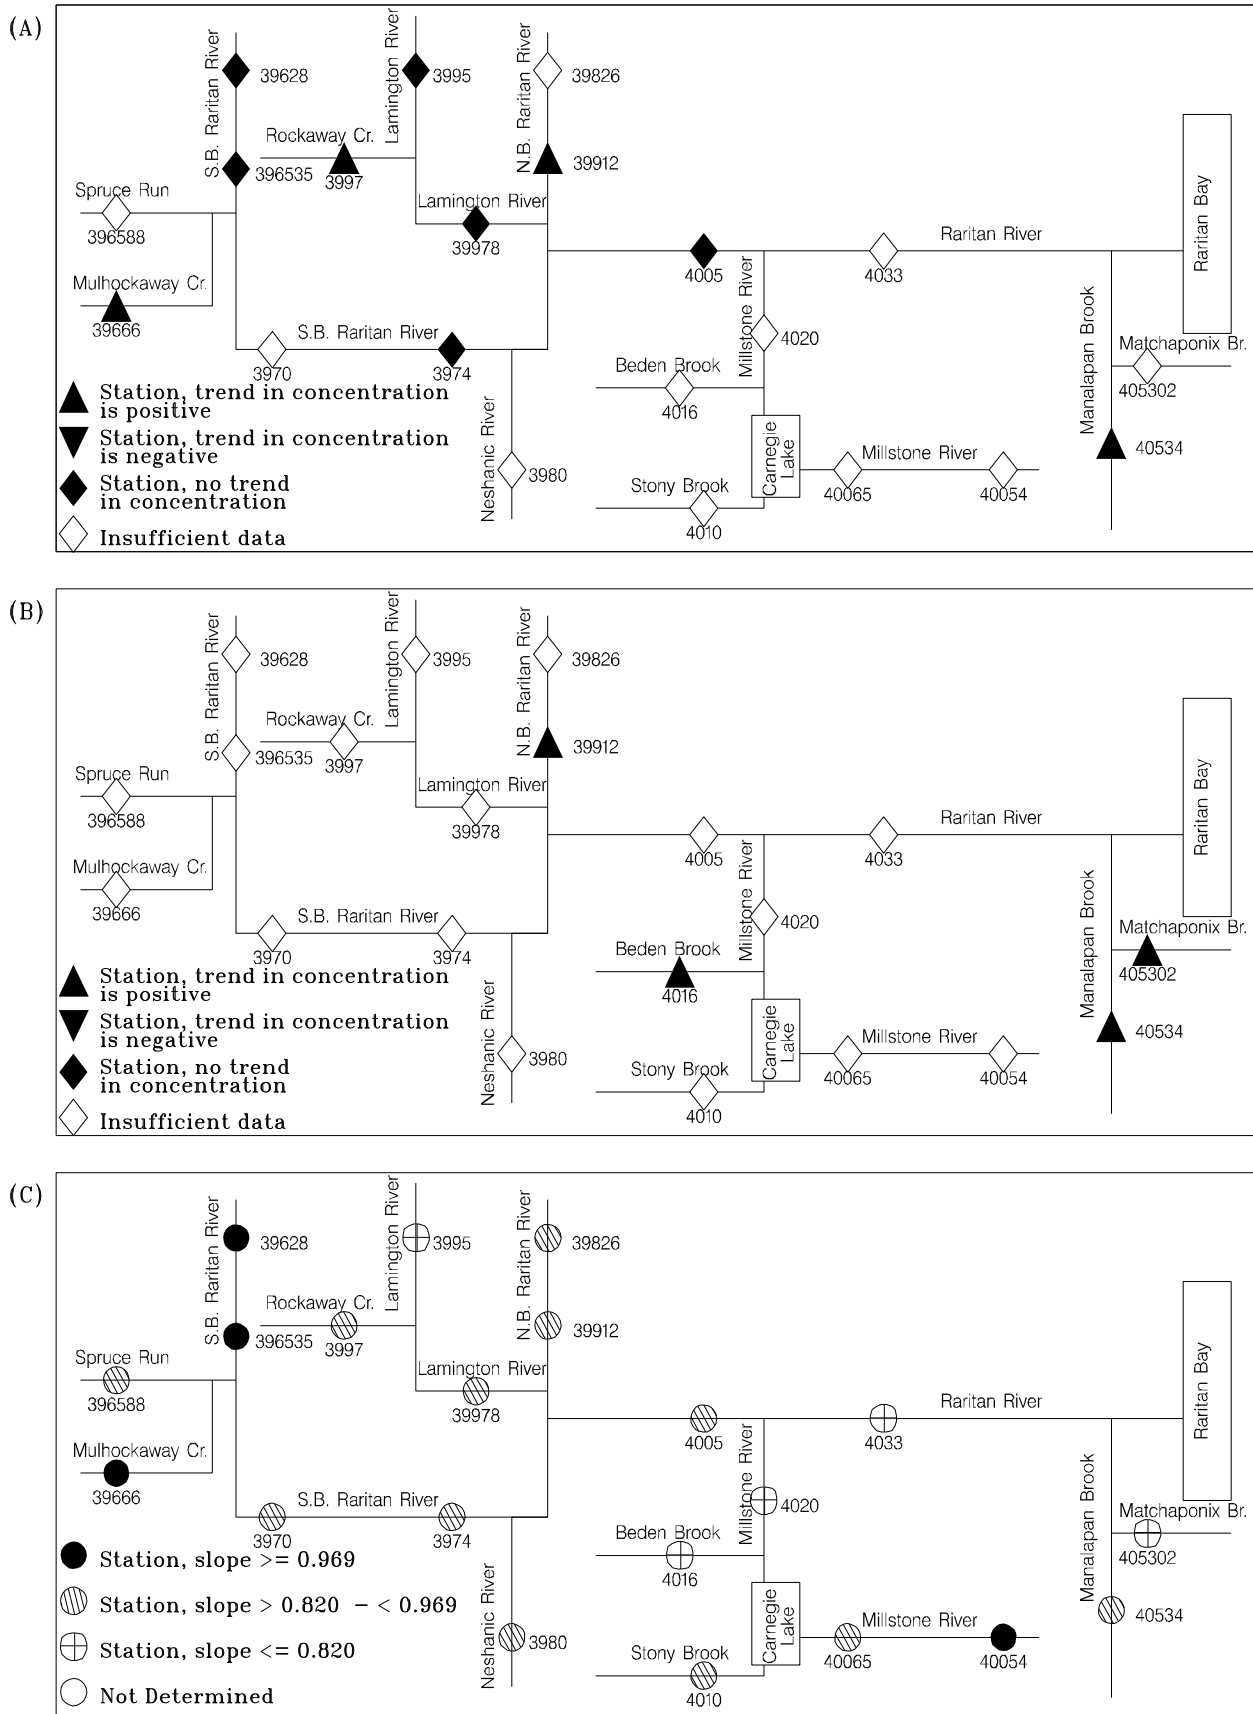 (A)
S.B. Raritan River
39628
Lamington River
3995
N.B. Raritan River
39826
Rockaway Cr.
3997
396535
39912
Spruce Run
396588
Lamington River
39978
Mulhockaway Cr.
39666
S.B. Raritan River
3970
3974
Neshanic River
3980
4005
Raritan River
4033
Raritan Bay
Millstone River
4020
Beden Brook
4016
Carnegie
Lake
Millstone River
40065
40054
Stony Brook
4010
Manalapan Brook
Matchaponix Br.
405302
40534
Station, trend in concentration
is positive
Station, trend in concentration
is negative
Station, no trend
in concentration
Insufficient data
(B)
S.B. Raritan River
39628
Lamington River
3995
N.B. Raritan River
39826
Rockaway Cr.
3997
396535
39912
Spruce Run
396588
Lamington River
39978
Mulhockaway Cr.
39666
S.B. Raritan River
3970
3974
Neshanic River
3980
4005
Raritan River
4033
Raritan Bay
Millstone River
4020
Beden Brook
4016
Carnegie
Lake
Millstone River
40065
40054
Stony Brook
4010
Manalapan Brook
Matchaponix Br.
405302
40534
Station, trend in concentration
is positive
Station, trend in concentration
is negative
Station, no trend
in concentration
Insufficient data
(C)
S.B. Raritan River
39628
Lamington River
3995
N.B. Raritan River
39826
Rockaway Cr.
3997
396535
39912
Spruce Run
396588
Lamington River
39978
Mulhockaway Cr.
39666
S.B. Raritan River
3970
3974
Neshanic River
3980
4005
Raritan River
4033
Raritan Bay
Millstone River
4020
Beden Brook
4016
Carnegie
Lake
Millstone River
40065
40054
Stony Brook
4010
Manalapan Brook
Matchaponix Br.
405302
40534
Station, slope >= 0.969
Station, slope > 0.820 - < 0.969
Station, slope <= 0.820
Not Determined